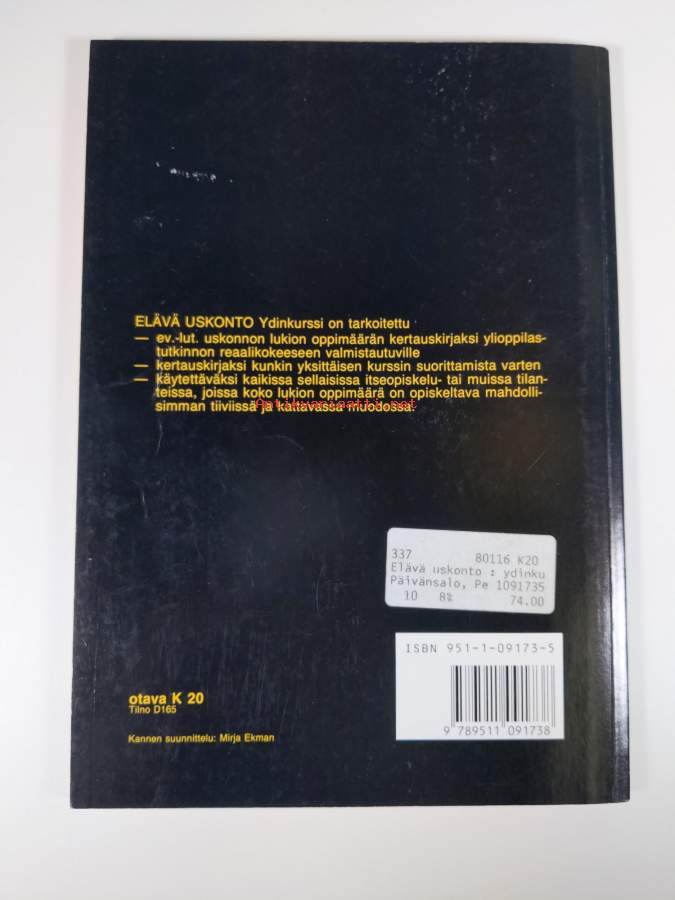 ELÄVÄ USKONTO Ydinkurssi on tarkoitettu
— ev.-lut. uskonnon lukion oppimäärän kertauskirjaksi ylioppilas-
tutkinnon reaalikokeeseen valmistautuville
— kertauskirjaksi kunkin yksittäisen kurssin suorittamista varten
— käytettäväksi kaikissa sellaisissa itseopiskelu- tai muissa tilan-
teissa, joissa koko lukion oppimäärä on opiskeltava mahdolli-
simman tiiviissä ja kattavassa muodossa.
antikvariaatti.net
337 80116 K20
Elävä uskonto : ydinku
Päivänsalo, Pe 1091735
10 8% 74.00
ISBN 951-1-09173-5
9 789511 091738
otava K 20
Tilno D165
Kannen suunnittelu: Mirja Ekman